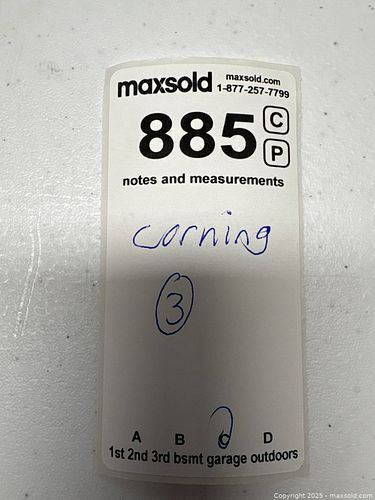 maxsold maxsold.com
1-877-257-7799
885 C
P
notes and measurements
corning
3
A B C D
1st 2nd 3rd bsmt garage outdoors
Copyright 2025 - maxsold.com